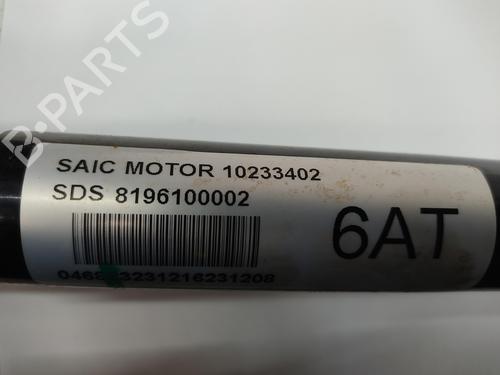 SAIC MOTOR 10233402
SDS 8196100002
6AT
B-PARTS